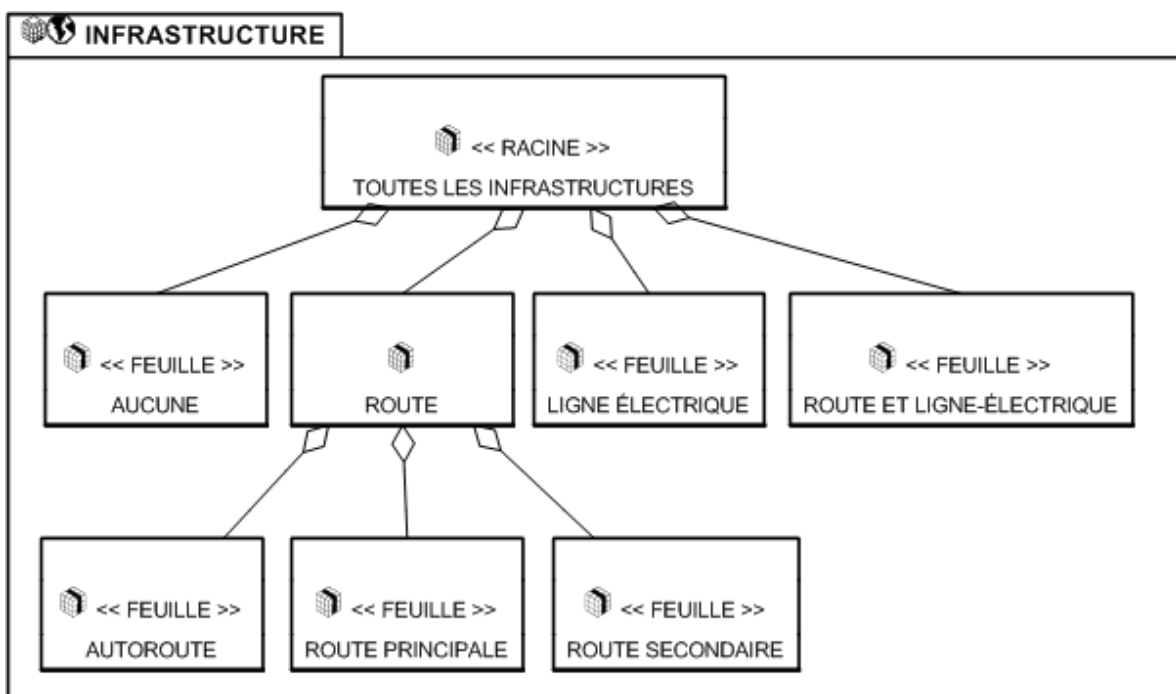 INFRASTRUCTURE
<< RACINE >>
TOUTES LES INFRASTRUCTURES
<< FEUILLE >>
AUCUNE
ROUTE
<< FEUILLE >>
LIGNE ÉLECTRIQUE
<< FEUILLE >>
ROUTE ET LIGNE-ÉLECTRIQUE
<< FEUILLE >>
AUTOROUTE
<< FEUILLE >>
ROUTE PRINCIPALE
<< FEUILLE >>
ROUTE SECONDAIRE